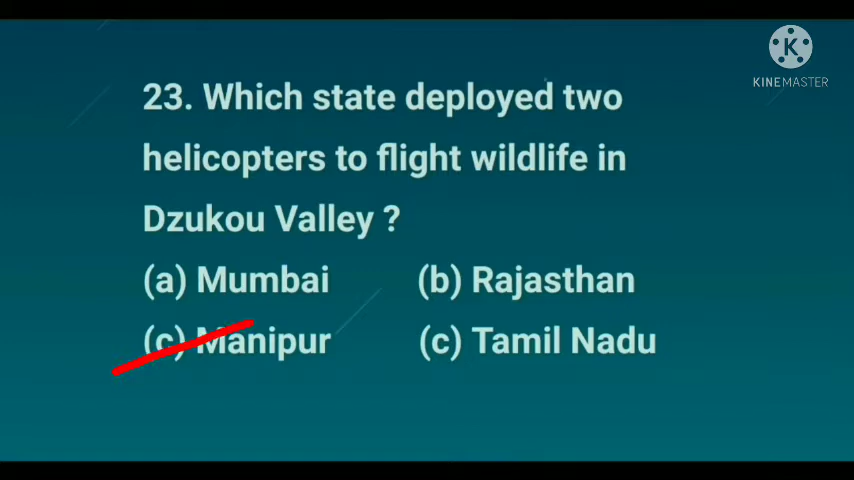 KINEMASTER
23. Which state deployed two
helicopters to flight wildlife in
Dzukou Valley ?
(a) Mumbai (b) Rajasthan
(c) Manipur (c) Tamil Nadu